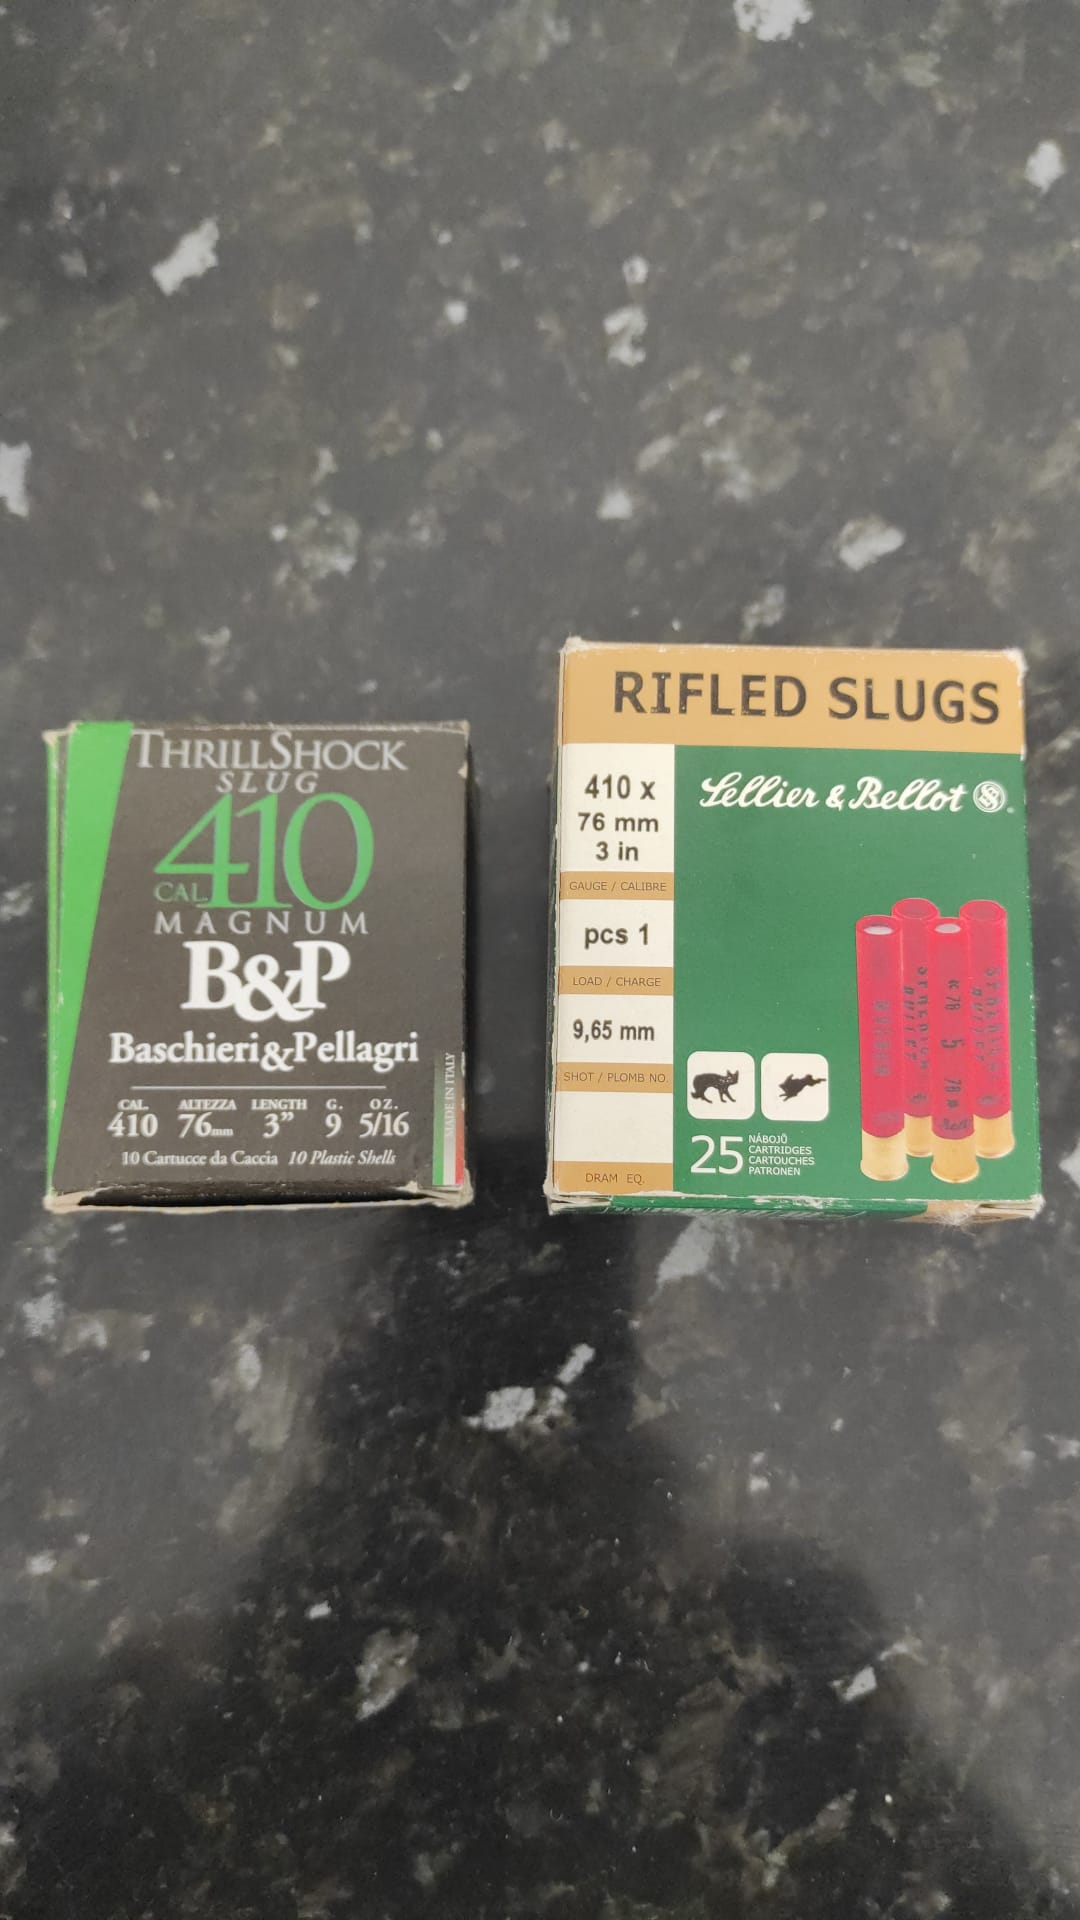 THRILLSHOCK
SLUG
CAL. 410
MAGNUM
B&P
Baschieri&Pellagri
CAL. ALTEZZA LENGTH G. OZ.
410 76mm 3” 9 5/16
10 Cartucce da Caccia 10 Plastic Shells
MADE IN ITALY
RIFLED SLUGS
410 x
76 mm
3 in
GAUGE / CALIBRE
pcs 1
LOAD / CHARGE
9,65 mm
SHOT / PLOMB NO.
DRAM EQ.
Sellier & Bellot
25
NÁBOJŮ
CARTRIDGES
CARTOUCHES
PATRONEN